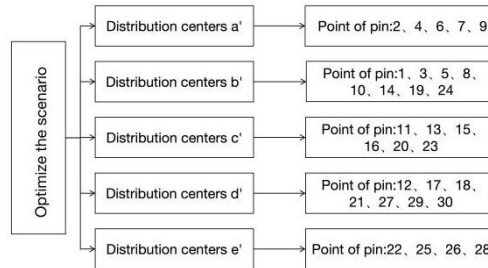 Optimize the scenario
Distribution centers a'
Point of pin:2、4、6、7、9
Distribution centers b'
Point of pin:1、3、5、8、
10、14、19、24
Distribution centers c'
Point of pin:11、13、15、
16、20、23
Distribution centers d'
Point of pin:12、17、18、
21、27、29、30
Distribution centers e'
Point of pin:22、25、26、28